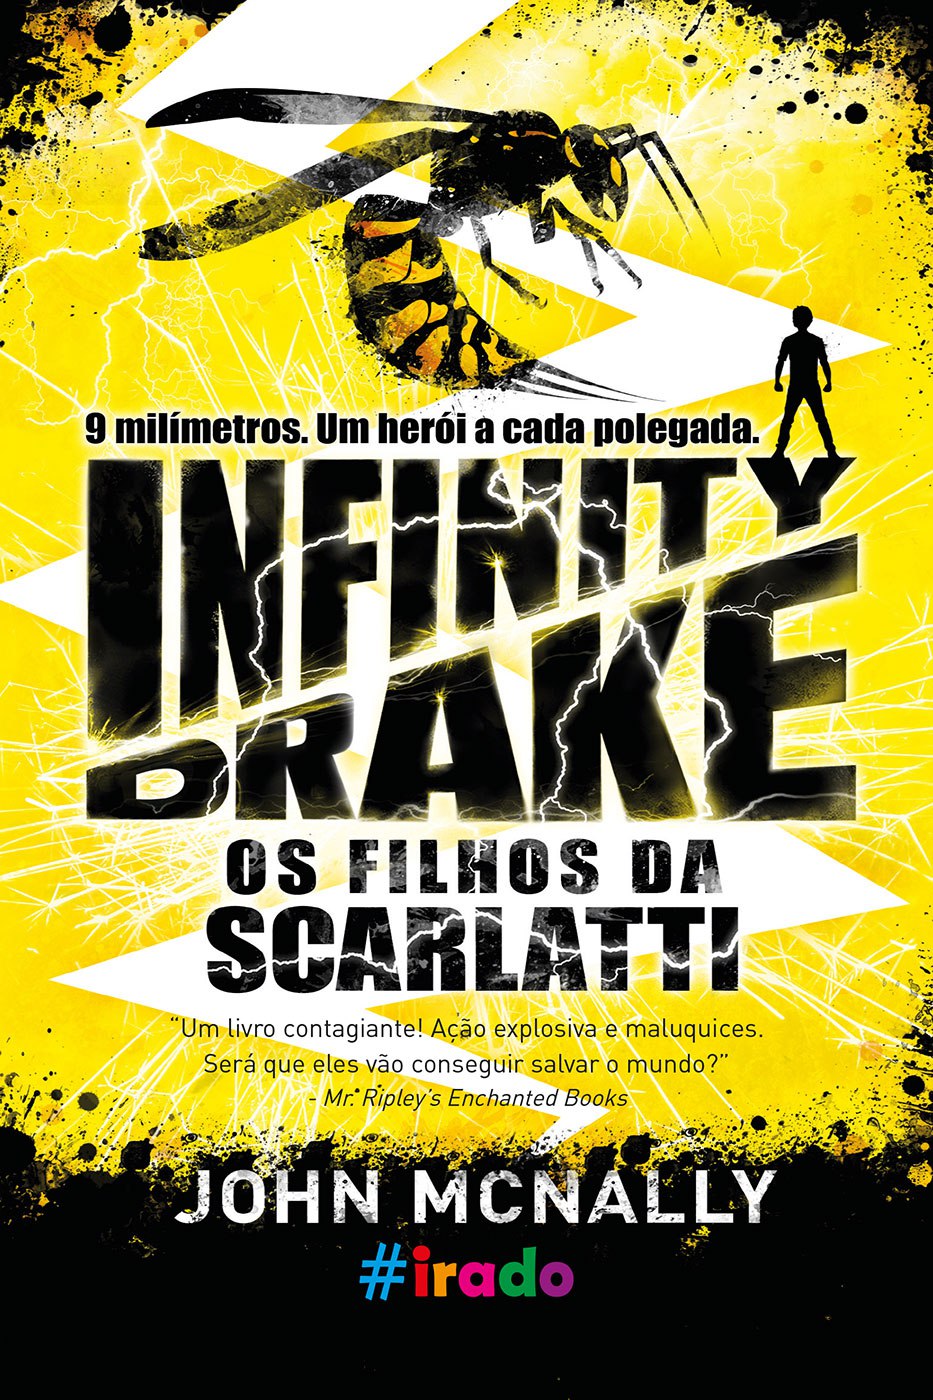 9 milímetros. Um herói a cada polegada.
INFINITY
DRAKE
OS FILHOS DA
SCARLATTI
“Um livro contagiante! Ação explosiva e maluquices.
Será que eles vão conseguir salvar o mundo?”
- Mr. Ripley’s Enchanted Books
JOHN MCNALLY
#irado